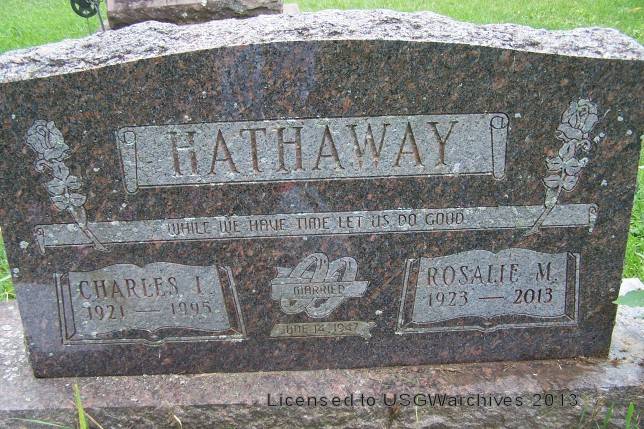 HATHAWAY
WHILE WE HAVE TIME LET US DO GOOD
CHARLES I.
1921 — 1995
MARRIED
JUNE 14, 1947
ROSALIE M.
1923 — 2013
Licensed to USGWarchives 2013